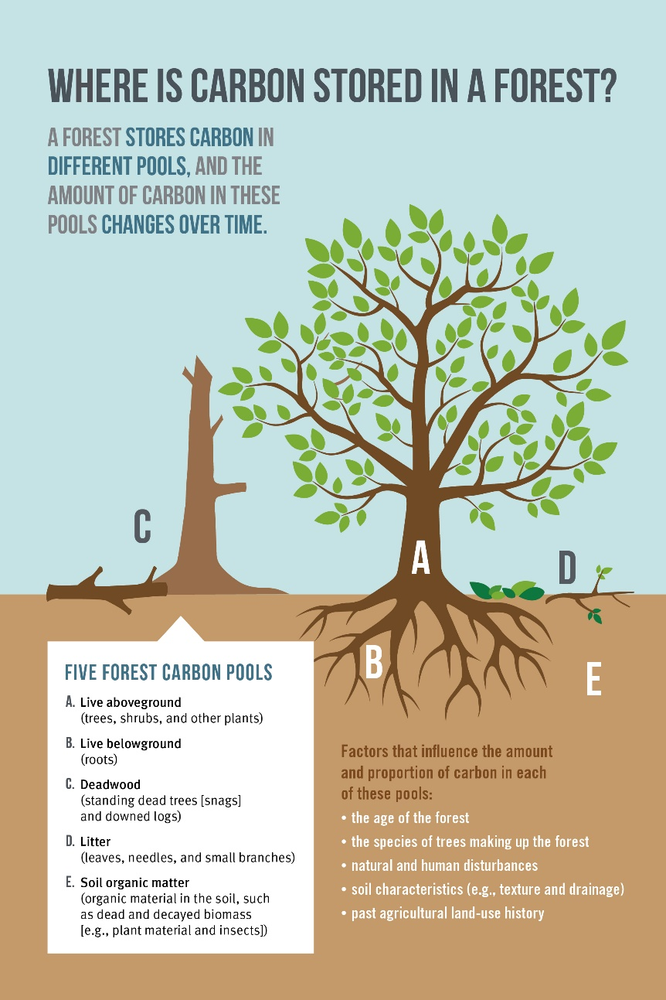 WHERE IS CARBON STORED IN A FOREST?
A FOREST STORES CARBON IN
DIFFERENT POOLS, AND THE
AMOUNT OF CARBON IN THESE
POOLS CHANGES OVER TIME.
C
A
D
B
E
FIVE FOREST CARBON POOLS
A. Live aboveground
(trees, shrubs, and other plants)
B. Live belowground
(roots)
C. Deadwood
(standing dead trees [snags]
and downed logs)
D. Litter
(leaves, needles, and small branches)
E. Soil organic matter
(organic material in the soil, such
as dead and decayed biomass
[e.g., plant material and insects])
Factors that influence the amount
and proportion of carbon in each
of these pools:
• the age of the forest
• the species of trees making up the forest
• natural and human disturbances
• soil characteristics (e.g., texture and drainage)
• past agricultural land-use history